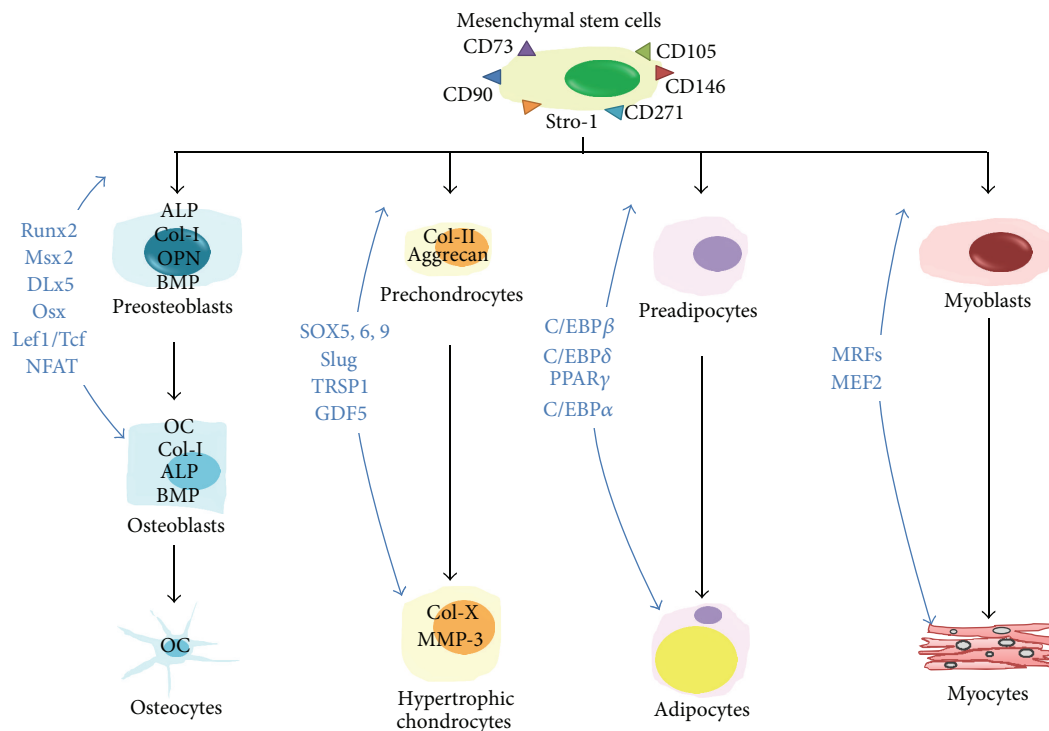 Mesenchymal stem cells
CD73
CD105
CD90
CD146
Stro-1
CD271
Runx2
Msx2
DLx5
Osx
Lef1/Tcf
NFAT
ALP
Col-I
OPN
BMP
Preosteoblasts
OC
Col-I
ALP
BMP
Osteoblasts
OC
Osteocytes
Col-II
Aggrecan
Prechondrocytes
SOX5, 6, 9
Slug
TRSP1
GDF5
Col-X
MMP-3
Hypertrophic
chondrocytes
Preadipocytes
C/EBPβ
C/EBPδ
PPARγ
C/EBPα
Adipocytes
Myoblasts
MRFs
MEF2
Myocytes